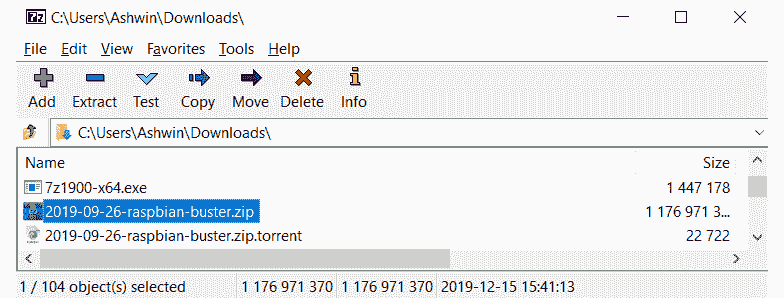 C:\Users\Ashwin\Downloads\
File Edit View Favorites Tools Help
Add Extract Test Copy Move Delete Info
C:\Users\Ashwin\Downloads\
Name Size
7z1900-x64.exe 1 447 178
2019-09-26-raspbian-buster.zip 1 176 971 3...
2019-09-26-raspbian-buster.zip.torrent 22 722
1 / 104 object(s) selected 1 176 971 370 1 176 971 370 2019-12-15 15:41:13